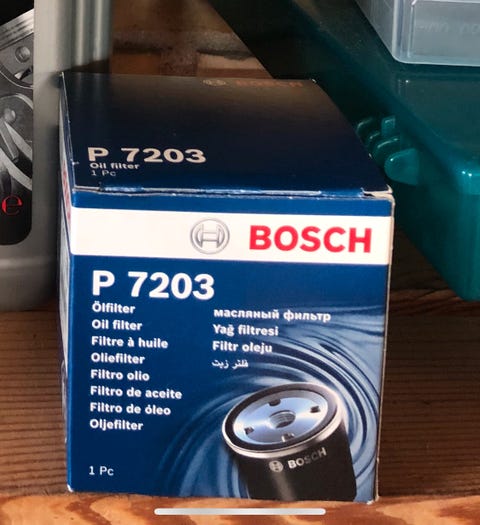 BOSCH
P 7203
Oil filter
1 Pc
BOSCH
P 7203
Ölfilter
Oil filter
Filtre à huile
Oliefilter
Filtro olio
Filtro de aceite
Filtro de óleo
Oljefilter
масляный фильтр
Yağ filtresi
Filtr oleju
فلتر زيت
1 Pc
BOSCH
e